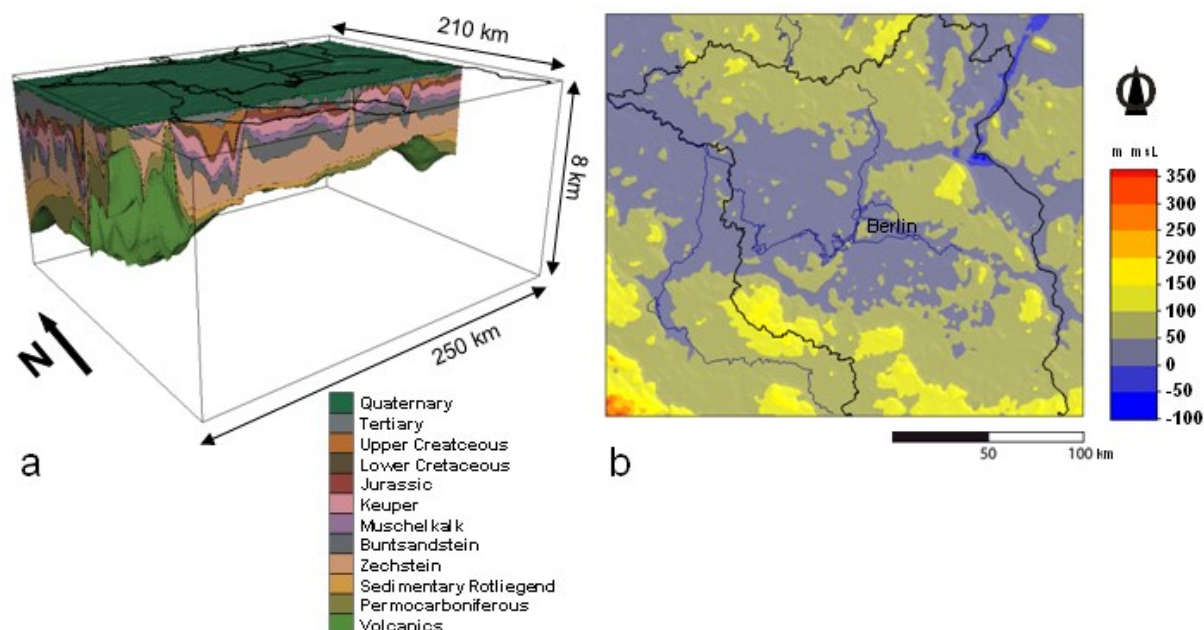 210 km
8 km
250 km
N
a
Quaternary
Tertiary
Upper Creatceous
Lower Cretaceous
Jurassic
Keuper
Muschelkalk
Buntsandstein
Zechstein
Sedimentary Rotliegend
Permocarboniferous
Volcanics
Berlin
m msL
350
300
250
200
150
100
50
0
-50
-100
50
100 km
b